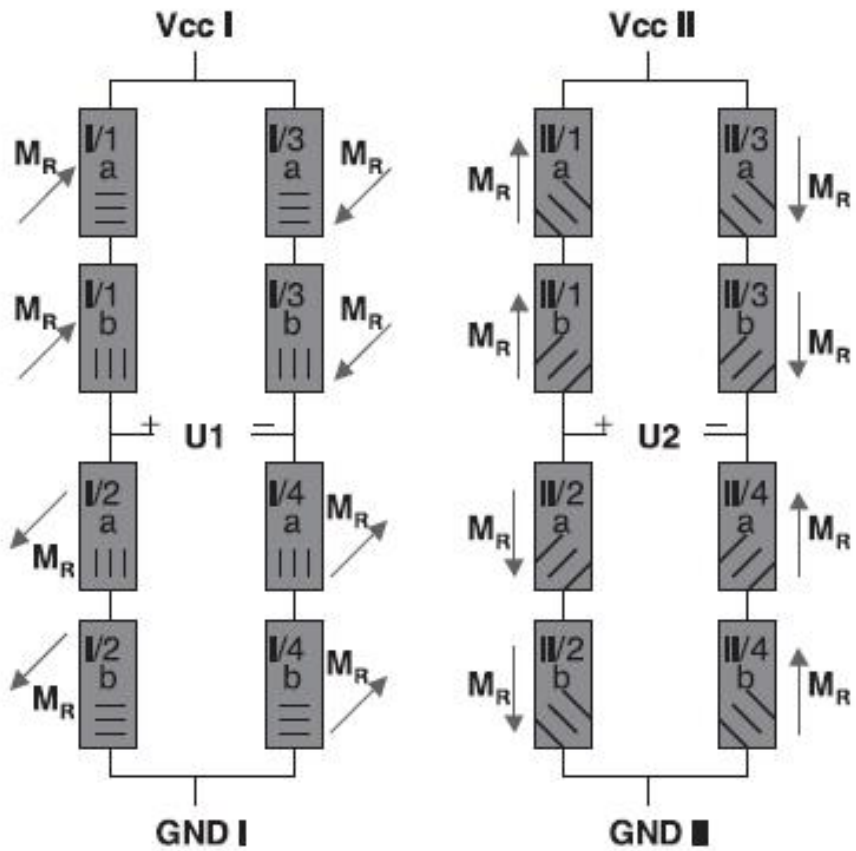 Vcc I Vcc II
I/1 I/3 II/1 II/3
a a a a
M_R M_R M_R M_R
I/1 I/3 II/1 II/3
b b b b
M_R M_R M_R M_R
+ U1 − + U2 −
I/2 I/4 II/2 II/4
a a a a
M_R M_R M_R M_R
I/2 I/4 II/2 II/4
b b b b
M_R M_R M_R M_R
GND I GND II